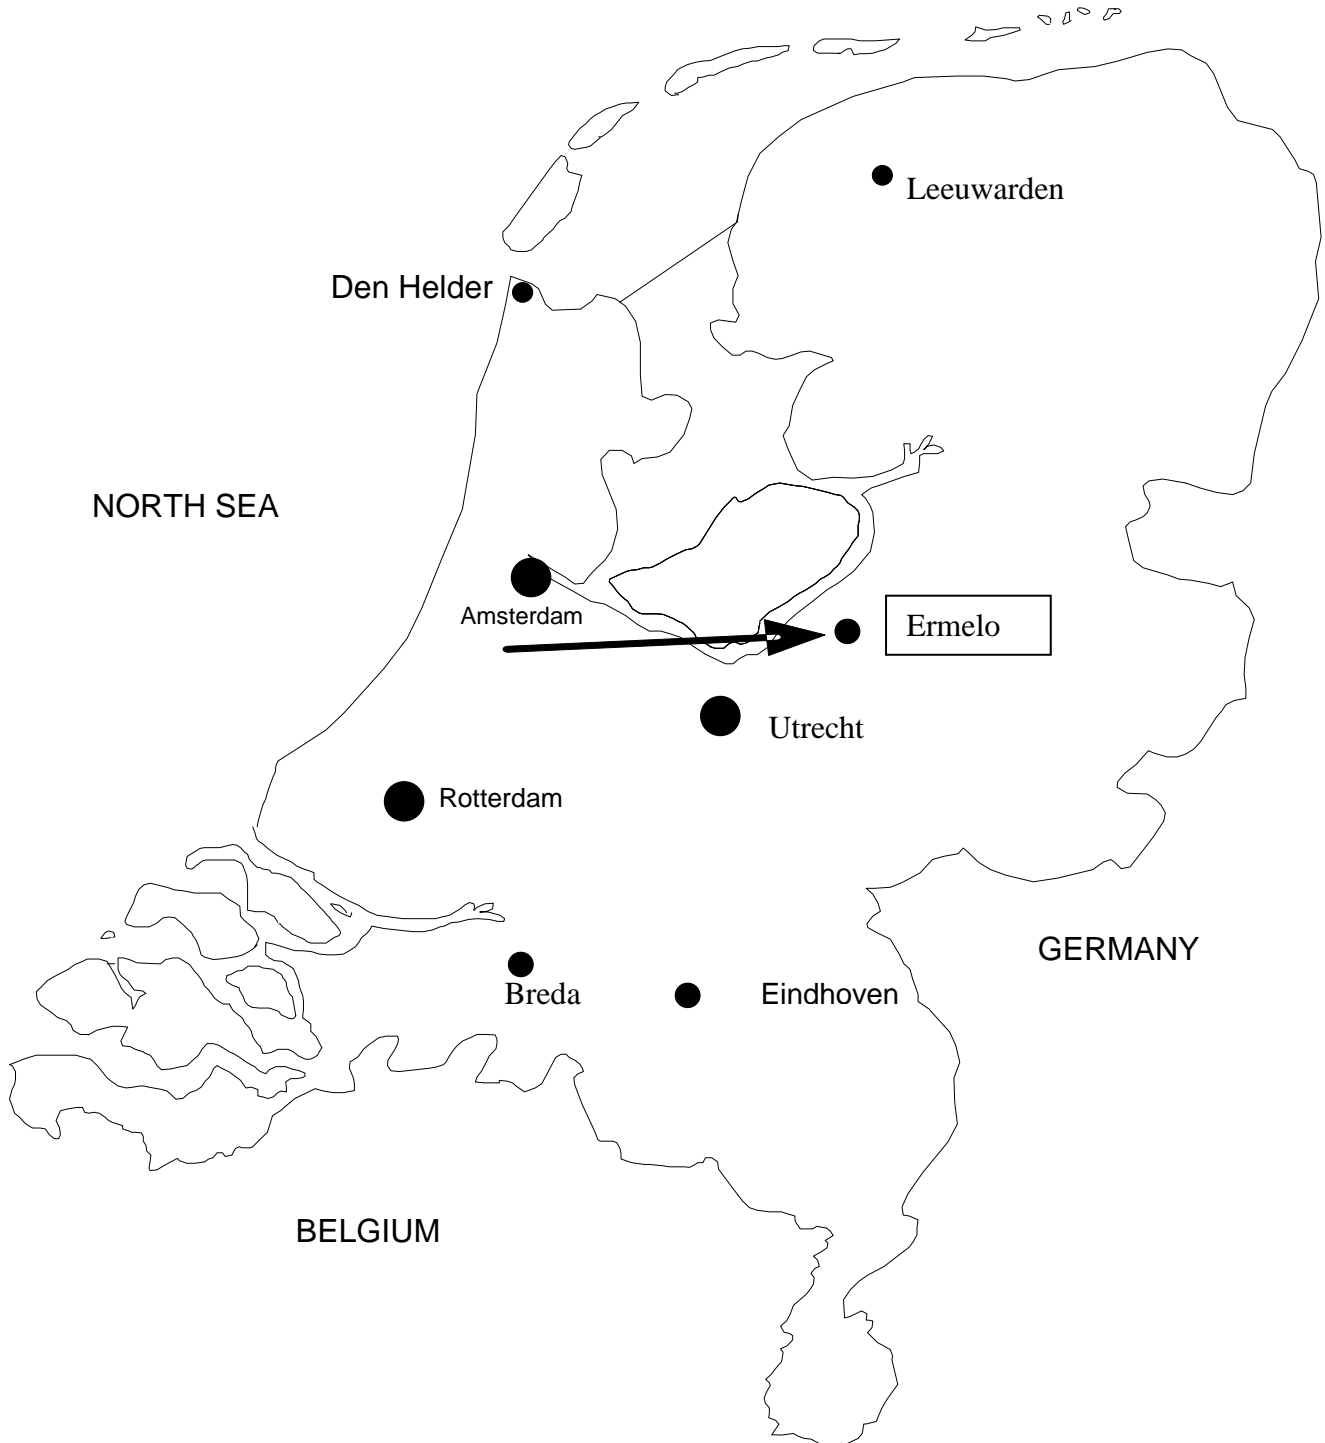 Leeuwarden
Den Helder
NORTH SEA
Amsterdam
Ermelo
Utrecht
Rotterdam
GERMANY
Breda
Eindhoven
BELGIUM